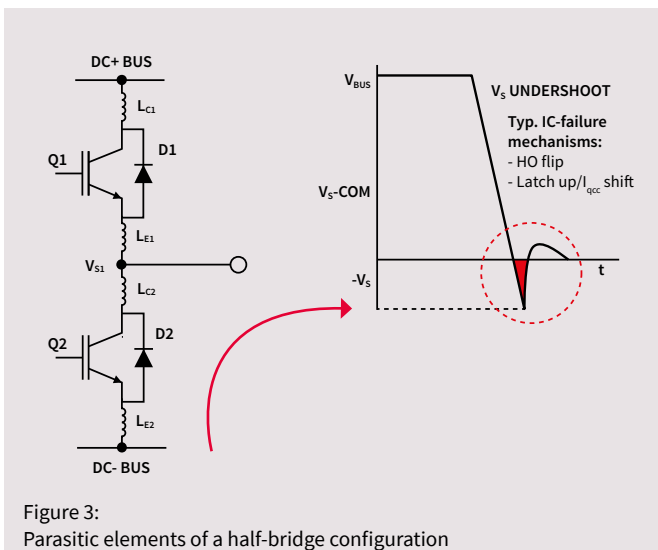 DC+ BUS
LC1
Q1
D1
LE1
VS1
LC2
Q2
D2
LE2
DC- BUS
VBUS
VS UNDERSHOOT
Typ. IC-failure
mechanisms:
- HO flip
- Latch up/Iqcc shift
VS-COM
t
-VS
Figure 3:
Parasitic elements of a half-bridge configuration